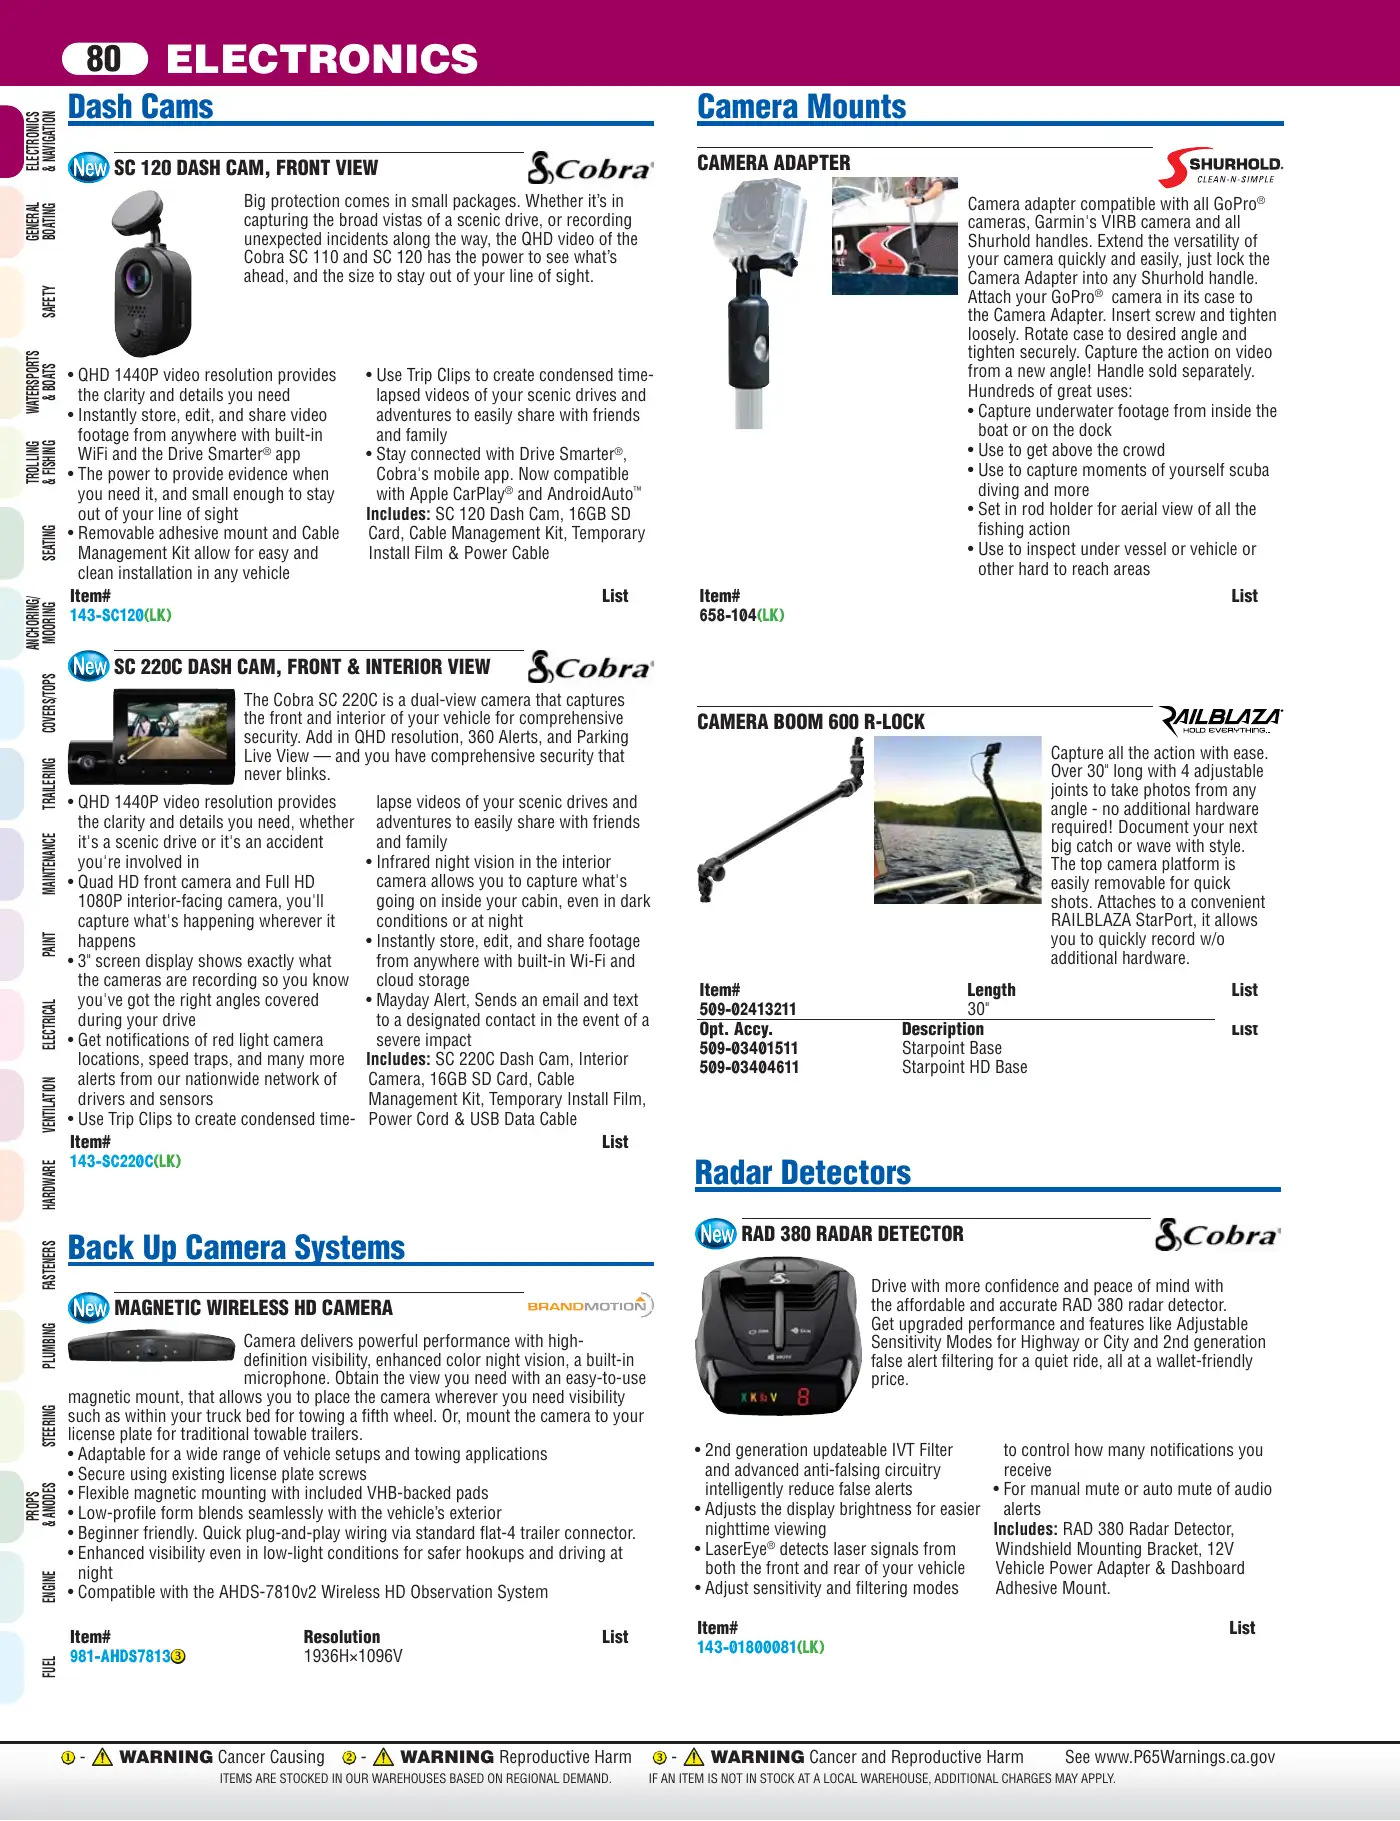 80 ELECTRONICS
ELECTRONICS
& NAVIGATION
GENERAL
BOATING
SAFETY
WATERSPORTS
& BOATS
TROLLING
& FISHING
SEATING
ANCHORING/
MOORING
COVERS/TOPS
TRAILERING
MAINTENANCE
PAINT
ELECTRICAL
VENTILATION
HARDWARE
FASTENERS
PLUMBING
STEERING
PROPS
& ANODES
ENGINE
FUEL
Dash Cams
New SC 120 DASH CAM, FRONT VIEW
Cobra®
Big protection comes in small packages. Whether it’s in
capturing the broad vistas of a scenic drive, or recording
unexpected incidents along the way, the QHD video of the
Cobra SC 110 and SC 120 has the power to see what’s
ahead, and the size to stay out of your line of sight.
• QHD 1440P video resolution provides
the clarity and details you need
• Instantly store, edit, and share video
footage from anywhere with built-in
WiFi and the Drive Smarter® app
• The power to provide evidence when
you need it, and small enough to stay
out of your line of sight
• Removable adhesive mount and Cable
Management Kit allow for easy and
clean installation in any vehicle
• Use Trip Clips to create condensed time-
lapsed videos of your scenic drives and
adventures to easily share with friends
and family
• Stay connected with Drive Smarter®,
Cobra's mobile app. Now compatible
with Apple CarPlay® and AndroidAuto™
Includes: SC 120 Dash Cam, 16GB SD
Card, Cable Management Kit, Temporary
Install Film & Power Cable
Item# List
143-SC120(LK)
New SC 220C DASH CAM, FRONT & INTERIOR VIEW
Cobra®
The Cobra SC 220C is a dual-view camera that captures
the front and interior of your vehicle for comprehensive
security. Add in QHD resolution, 360 Alerts, and Parking
Live View — and you have comprehensive security that
never blinks.
• QHD 1440P video resolution provides
the clarity and details you need, whether
it's a scenic drive or it's an accident
you're involved in
• Quad HD front camera and Full HD
1080P interior-facing camera, you'll
capture what's happening wherever it
happens
• 3" screen display shows exactly what
the cameras are recording so you know
you've got the right angles covered
during your drive
• Get notifications of red light camera
locations, speed traps, and many more
alerts from our nationwide network of
drivers and sensors
• Use Trip Clips to create condensed time-
lapse videos of your scenic drives and
adventures to easily share with friends
and family
• Infrared night vision in the interior
camera allows you to capture what's
going on inside your cabin, even in dark
conditions or at night
• Instantly store, edit, and share footage
from anywhere with built-in Wi-Fi and
cloud storage
• Mayday Alert, Sends an email and text
to a designated contact in the event of a
severe impact
Includes: SC 220C Dash Cam, Interior
Camera, 16GB SD Card, Cable
Management Kit, Temporary Install Film,
Power Cord & USB Data Cable
Item# List
143-SC220C(LK)
Back Up Camera Systems
New MAGNETIC WIRELESS HD CAMERA
BRANDMOTION
Camera delivers powerful performance with high-
definition visibility, enhanced color night vision, a built-in
microphone. Obtain the view you need with an easy-to-use
magnetic mount, that allows you to place the camera wherever you need visibility
such as within your truck bed for towing a fifth wheel. Or, mount the camera to your
license plate for traditional towable trailers.
• Adaptable for a wide range of vehicle setups and towing applications
• Secure using existing license plate screws
• Flexible magnetic mounting with included VHB-backed pads
• Low-profile form blends seamlessly with the vehicle’s exterior
• Beginner friendly. Quick plug-and-play wiring via standard flat-4 trailer connector.
• Enhanced visibility even in low-light conditions for safer hookups and driving at
night
• Compatible with the AHDS-7810v2 Wireless HD Observation System
Item# Resolution List
981-AHDS7813③ 1936H×1096V
Camera Mounts
CAMERA ADAPTER
SHURHOLD®
CLEAN-N-SIMPLE
Camera adapter compatible with all GoPro®
cameras, Garmin's VIRB camera and all
Shurhold handles. Extend the versatility of
your camera quickly and easily, just lock the
Camera Adapter into any Shurhold handle.
Attach your GoPro® camera in its case to
the Camera Adapter. Insert screw and tighten
loosely. Rotate case to desired angle and
tighten securely. Capture the action on video
from a new angle! Handle sold separately.
Hundreds of great uses:
• Capture underwater footage from inside the
boat or on the dock
• Use to get above the crowd
• Use to capture moments of yourself scuba
diving and more
• Set in rod holder for aerial view of all the
fishing action
• Use to inspect under vessel or vehicle or
other hard to reach areas
Item# List
658-104(LK)
CAMERA BOOM 600 R-LOCK
RAILBLAZA®
HOLD EVERYTHING..
Capture all the action with ease.
Over 30" long with 4 adjustable
joints to take photos from any
angle - no additional hardware
required! Document your next
big catch or wave with style.
The top camera platform is
easily removable for quick
shots. Attaches to a convenient
RAILBLAZA StarPort, it allows
you to quickly record w/o
additional hardware.
Item# Length List
509-02413211 30"
Opt. Accy. Description List
509-03401511 Starpoint Base
509-03404611 Starpoint HD Base
Radar Detectors
New RAD 380 RADAR DETECTOR
Cobra®
X K Ka V 8
Drive with more confidence and peace of mind with
the affordable and accurate RAD 380 radar detector.
Get upgraded performance and features like Adjustable
Sensitivity Modes for Highway or City and 2nd generation
false alert filtering for a quiet ride, all at a wallet-friendly
price.
• 2nd generation updateable IVT Filter
and advanced anti-falsing circuitry
intelligently reduce false alerts
• Adjusts the display brightness for easier
nighttime viewing
• LaserEye® detects laser signals from
both the front and rear of your vehicle
• Adjust sensitivity and filtering modes
to control how many notifications you
receive
• For manual mute or auto mute of audio
alerts
Includes: RAD 380 Radar Detector,
Windshield Mounting Bracket, 12V
Vehicle Power Adapter & Dashboard
Adhesive Mount.
Item# List
143-01800081(LK)
① - WARNING Cancer Causing ② - WARNING Reproductive Harm ③ - WARNING Cancer and Reproductive Harm See www.P65Warnings.ca.gov
ITEMS ARE STOCKED IN OUR WAREHOUSES BASED ON REGIONAL DEMAND. IF AN ITEM IS NOT IN STOCK AT A LOCAL WAREHOUSE, ADDITIONAL CHARGES MAY APPLY.